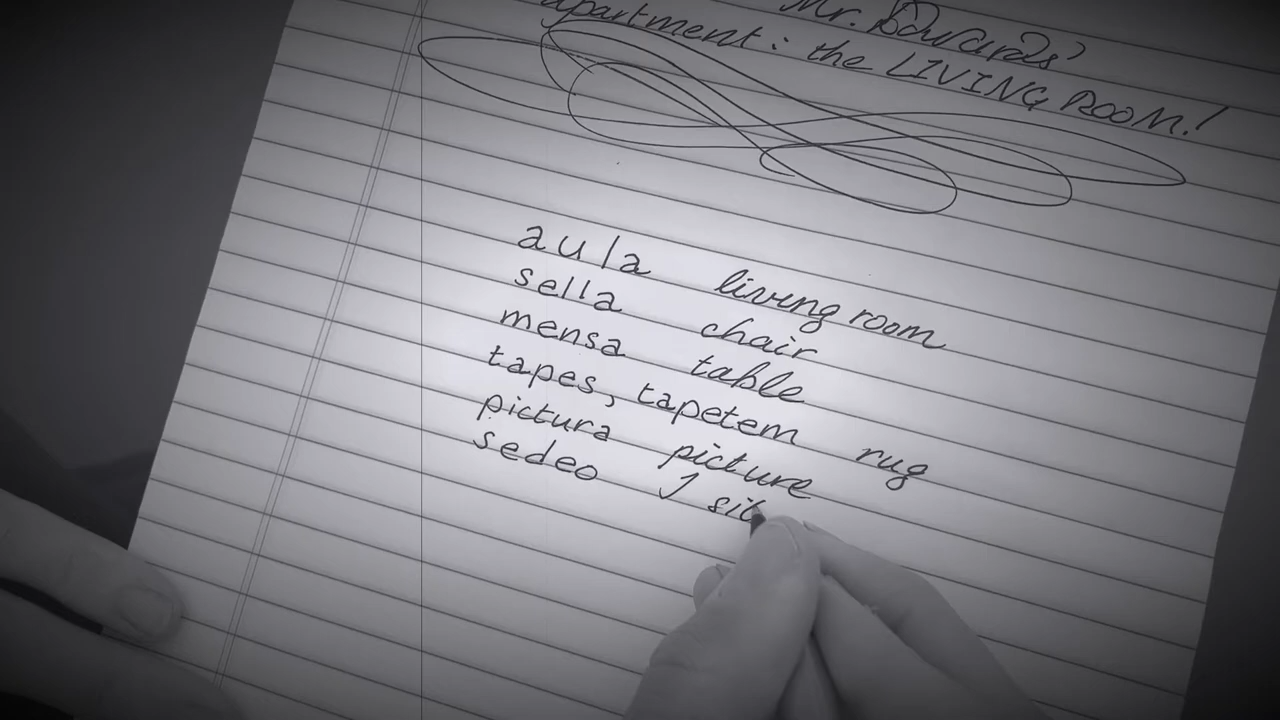 Mr. Edwards'
apartment: the LIVING ROOM!
aula living room
sella chair
mensa table
tapes, tapetem rug
pictura picture
sedeo I sit